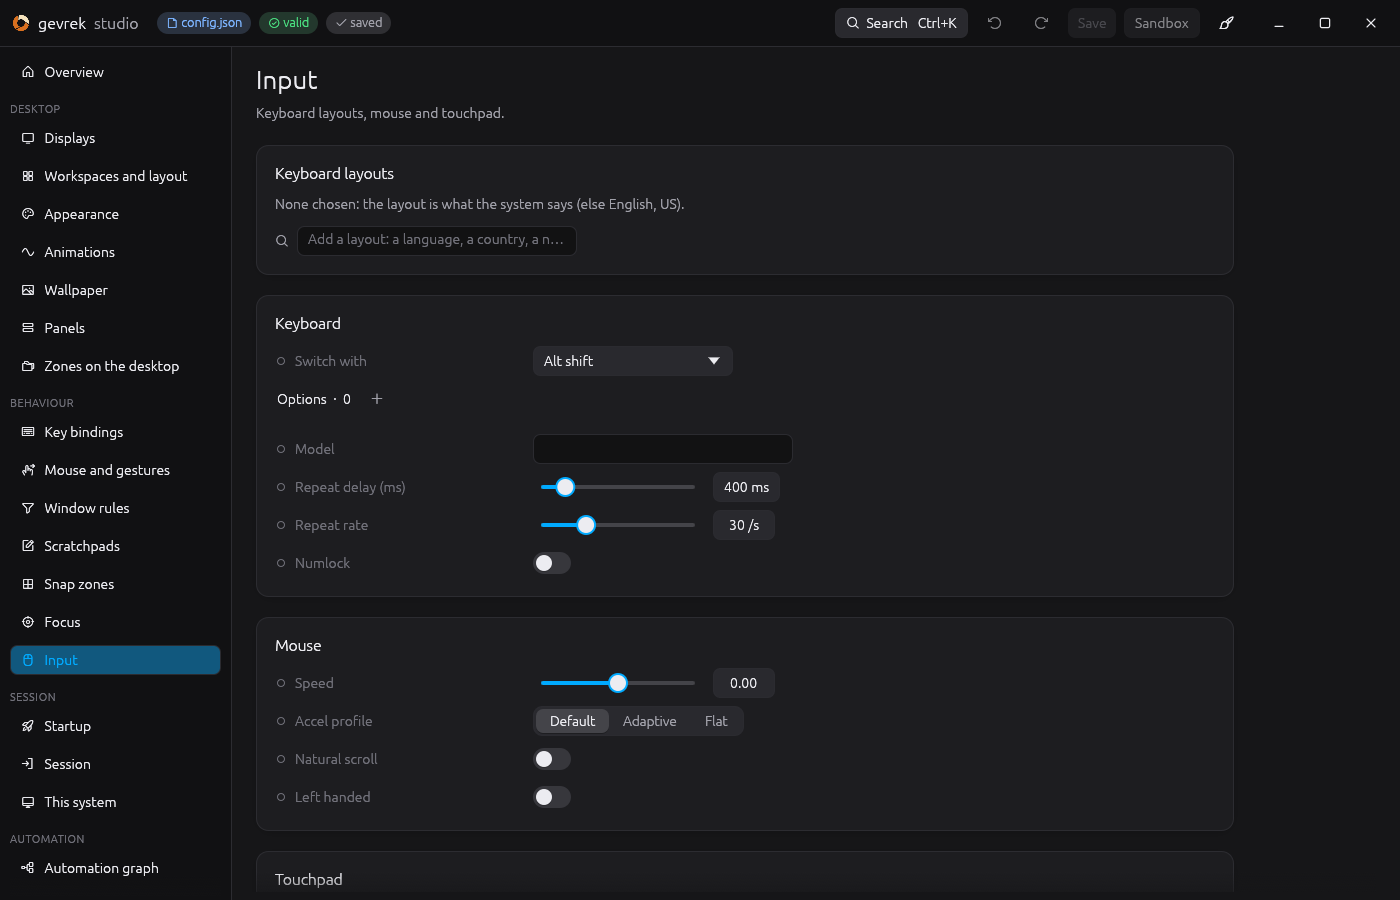 gevrek studio config.json valid saved Search Ctrl+K Save Sandbox
Overview
DESKTOP
Displays
Workspaces and layout
Appearance
Animations
Wallpaper
Panels
Zones on the desktop
BEHAVIOUR
Key bindings
Mouse and gestures
Window rules
Scratchpads
Snap zones
Focus
Input
SESSION
Startup
Session
This system
AUTOMATION
Automation graph
Input
Keyboard layouts, mouse and touchpad.
Keyboard layouts
None chosen: the layout is what the system says (else English, US).
Add a layout: a language, a country, a n…
Keyboard
Switch with Alt shift
Options · 0 +
Model
Repeat delay (ms) 400 ms
Repeat rate 30 /s
Numlock
Mouse
Speed 0.00
Accel profile Default Adaptive Flat
Natural scroll
Left handed
Touchpad